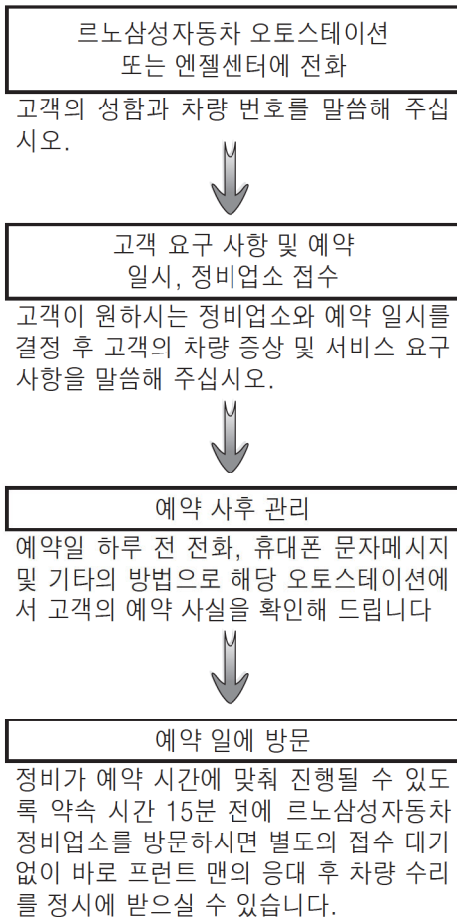 르노삼성자동차 오토스테이션
또는 엔젤센터에 전화
고객의 성함과 차량 번호를 말씀해 주십
시오.
고객 요구 사항 및 예약
일시, 정비업소 접수
고객이 원하시는 정비업소와 예약 일시를
결정 후 고객의 차량 증상 및 서비스 요구
사항을 말씀해 주십시오.
예약 사후 관리
예약일 하루 전 전화, 휴대폰 문자메시지
및 기타의 방법으로 해당 오토스테이션에
서 고객의 예약 사실을 확인해 드립니다
예약 일에 방문
정비가 예약 시간에 맞춰 진행될 수 있도
록 약속 시간 15분 전에 르노삼성자동차
정비업소를 방문하시면 별도의 접수 대기
없이 바로 프런트 맨의 응대 후 차량 수리
를 정시에 받으실 수 있습니다.